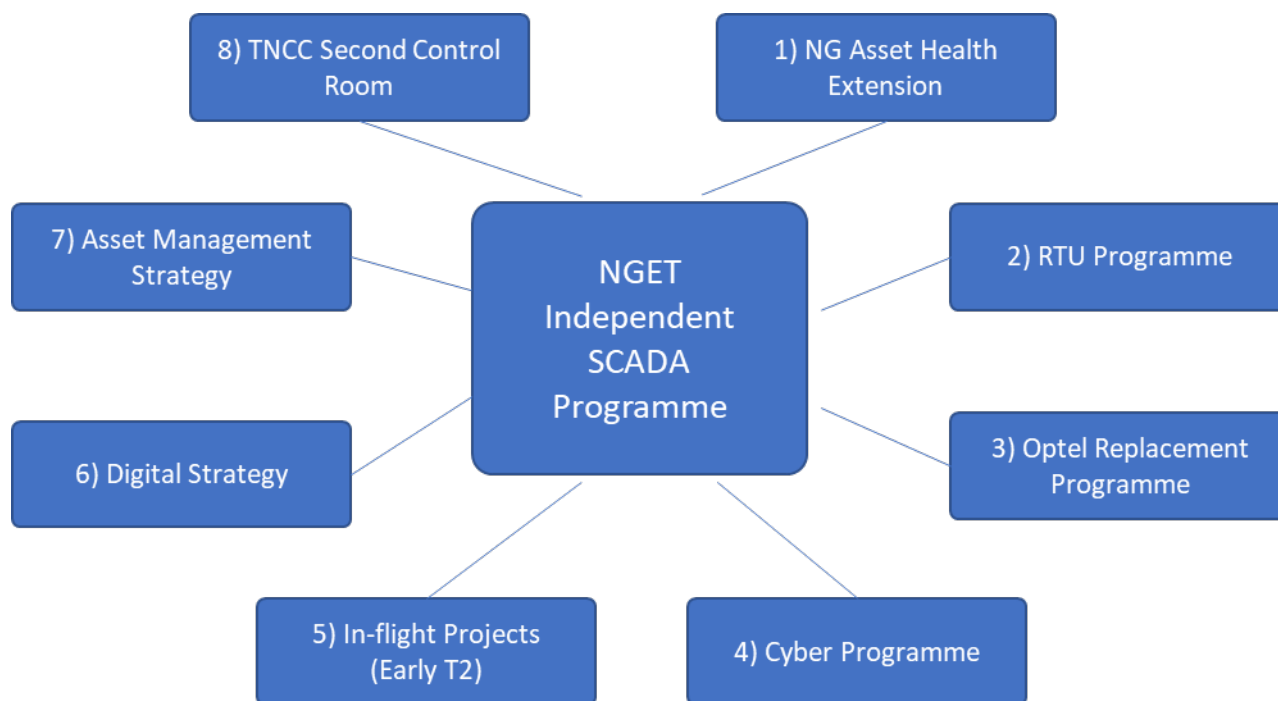 8) TNCC Second Control
Room
1) NG Asset Health
Extension
7) Asset Management
Strategy
NGET
Independent
SCADA
Programme
2) RTU Programme
6) Digital Strategy
3) Optel Replacement
Programme
5) In-flight Projects
(Early T2)
4) Cyber Programme